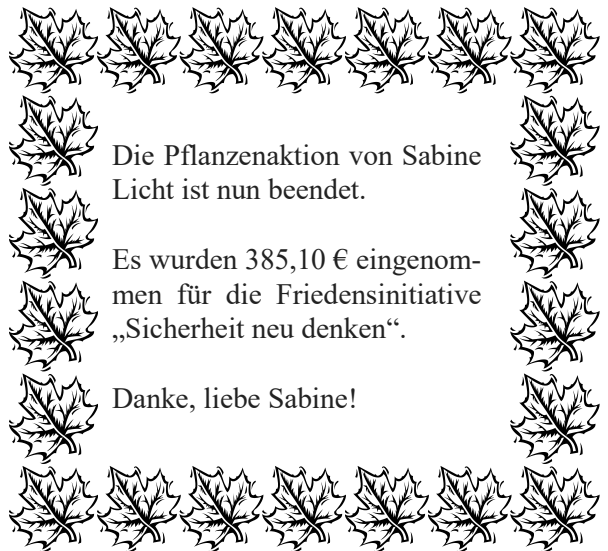 Die Pflanzenaktion von Sabine
Licht ist nun beendet.
Es wurden 385,10 € eingenom-
men für die Friedensinitiative
„Sicherheit neu denken“.
Danke, liebe Sabine!